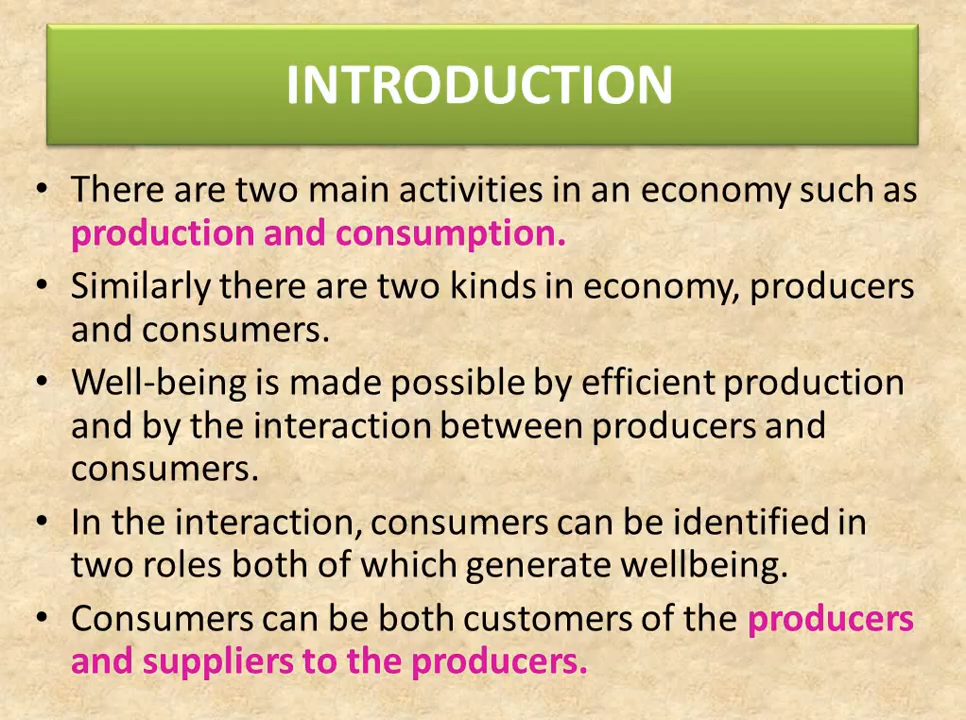 INTRODUCTION
• There are two main activities in an economy such as
production and consumption.
• Similarly there are two kinds in economy, producers
and consumers.
• Well-being is made possible by efficient production
and by the interaction between producers and
consumers.
• In the interaction, consumers can be identified in
two roles both of which generate wellbeing.
• Consumers can be both customers of the producers
and suppliers to the producers.